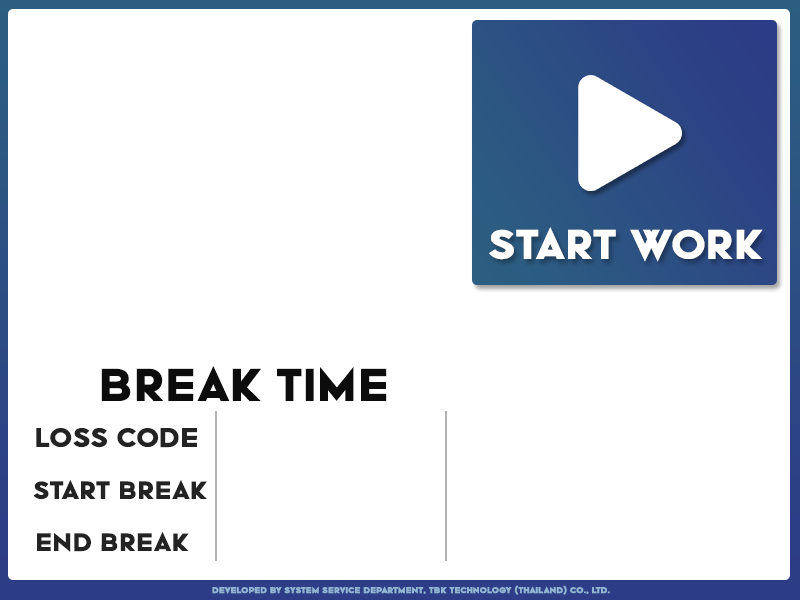 START WORK
BREAK TIME
LOSS CODE
START BREAK
END BREAK
DEVELOPED BY SYSTEM SERVICE DEPARTMENT, TBK TECHNOLOGY (THAILAND) CO., LTD.